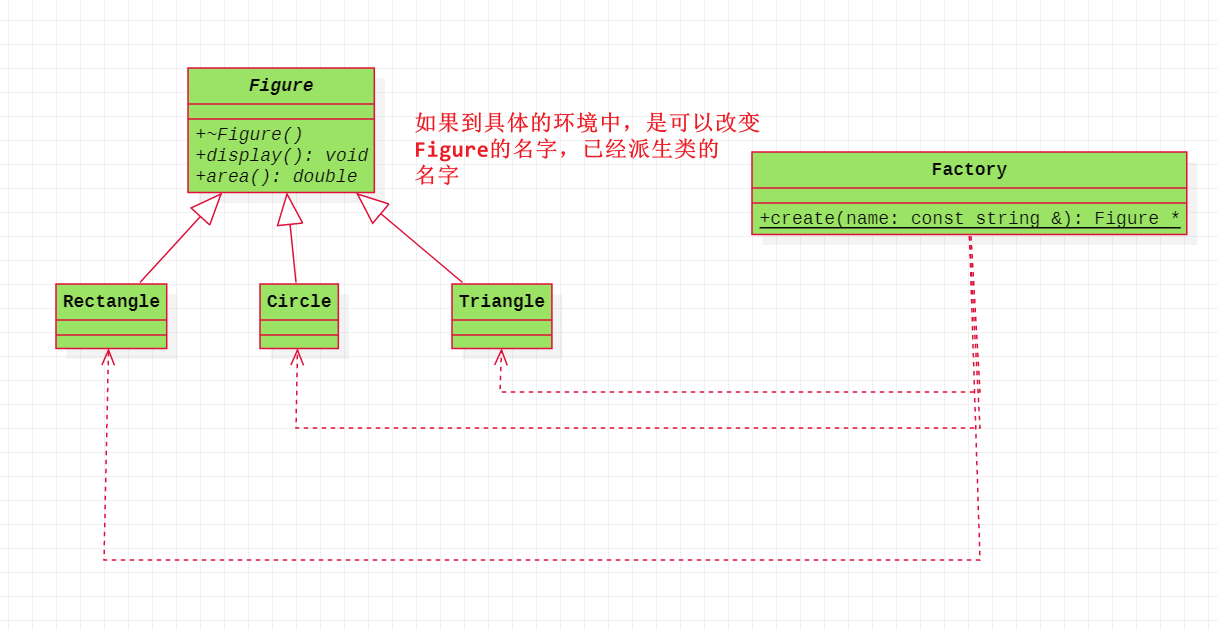 Figure
+~Figure()
+display(): void
+area(): double
如果到具体的环境中，是可以改变
Figure的名字，已经派生类的
名字
Factory
+create(name: const string &): Figure *
Rectangle
Circle
Triangle